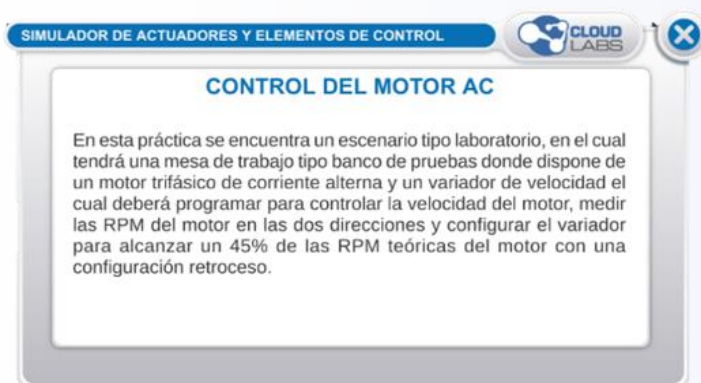 SIMULADOR DE ACTUADORES Y ELEMENTOS DE CONTROL
CLOUD
LABS
CONTROL DEL MOTOR AC
En esta práctica se encuentra un escenario tipo laboratorio, en el cual
tendrá una mesa de trabajo tipo banco de pruebas donde dispone de
un motor trifásico de corriente alterna y un variador de velocidad el
cual deberá programar para controlar la velocidad del motor, medir
las RPM del motor en las dos direcciones y configurar el variador
para alcanzar un 45% de las RPM teóricas del motor con una
configuración retroceso.